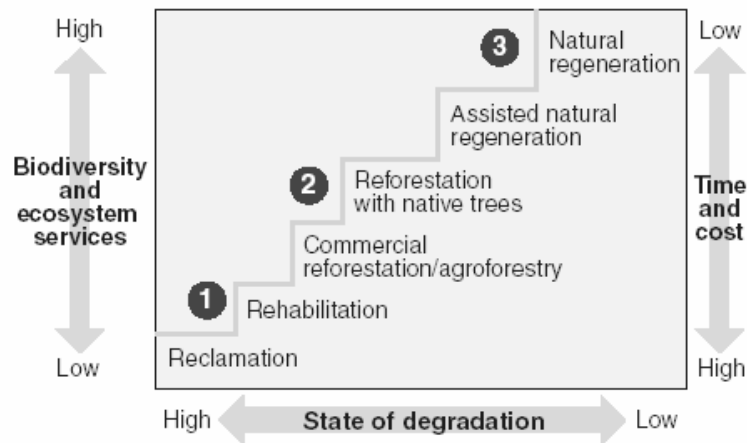 High
Low
3
Natural
regeneration
Assisted natural
regeneration
Biodiversity
and
ecosystem
services
2
Reforestation
with native trees
Time
and
cost
Commercial
reforestation/agroforestry
1
Rehabilitation
Low
Reclamation
High
High
State of degradation
Low